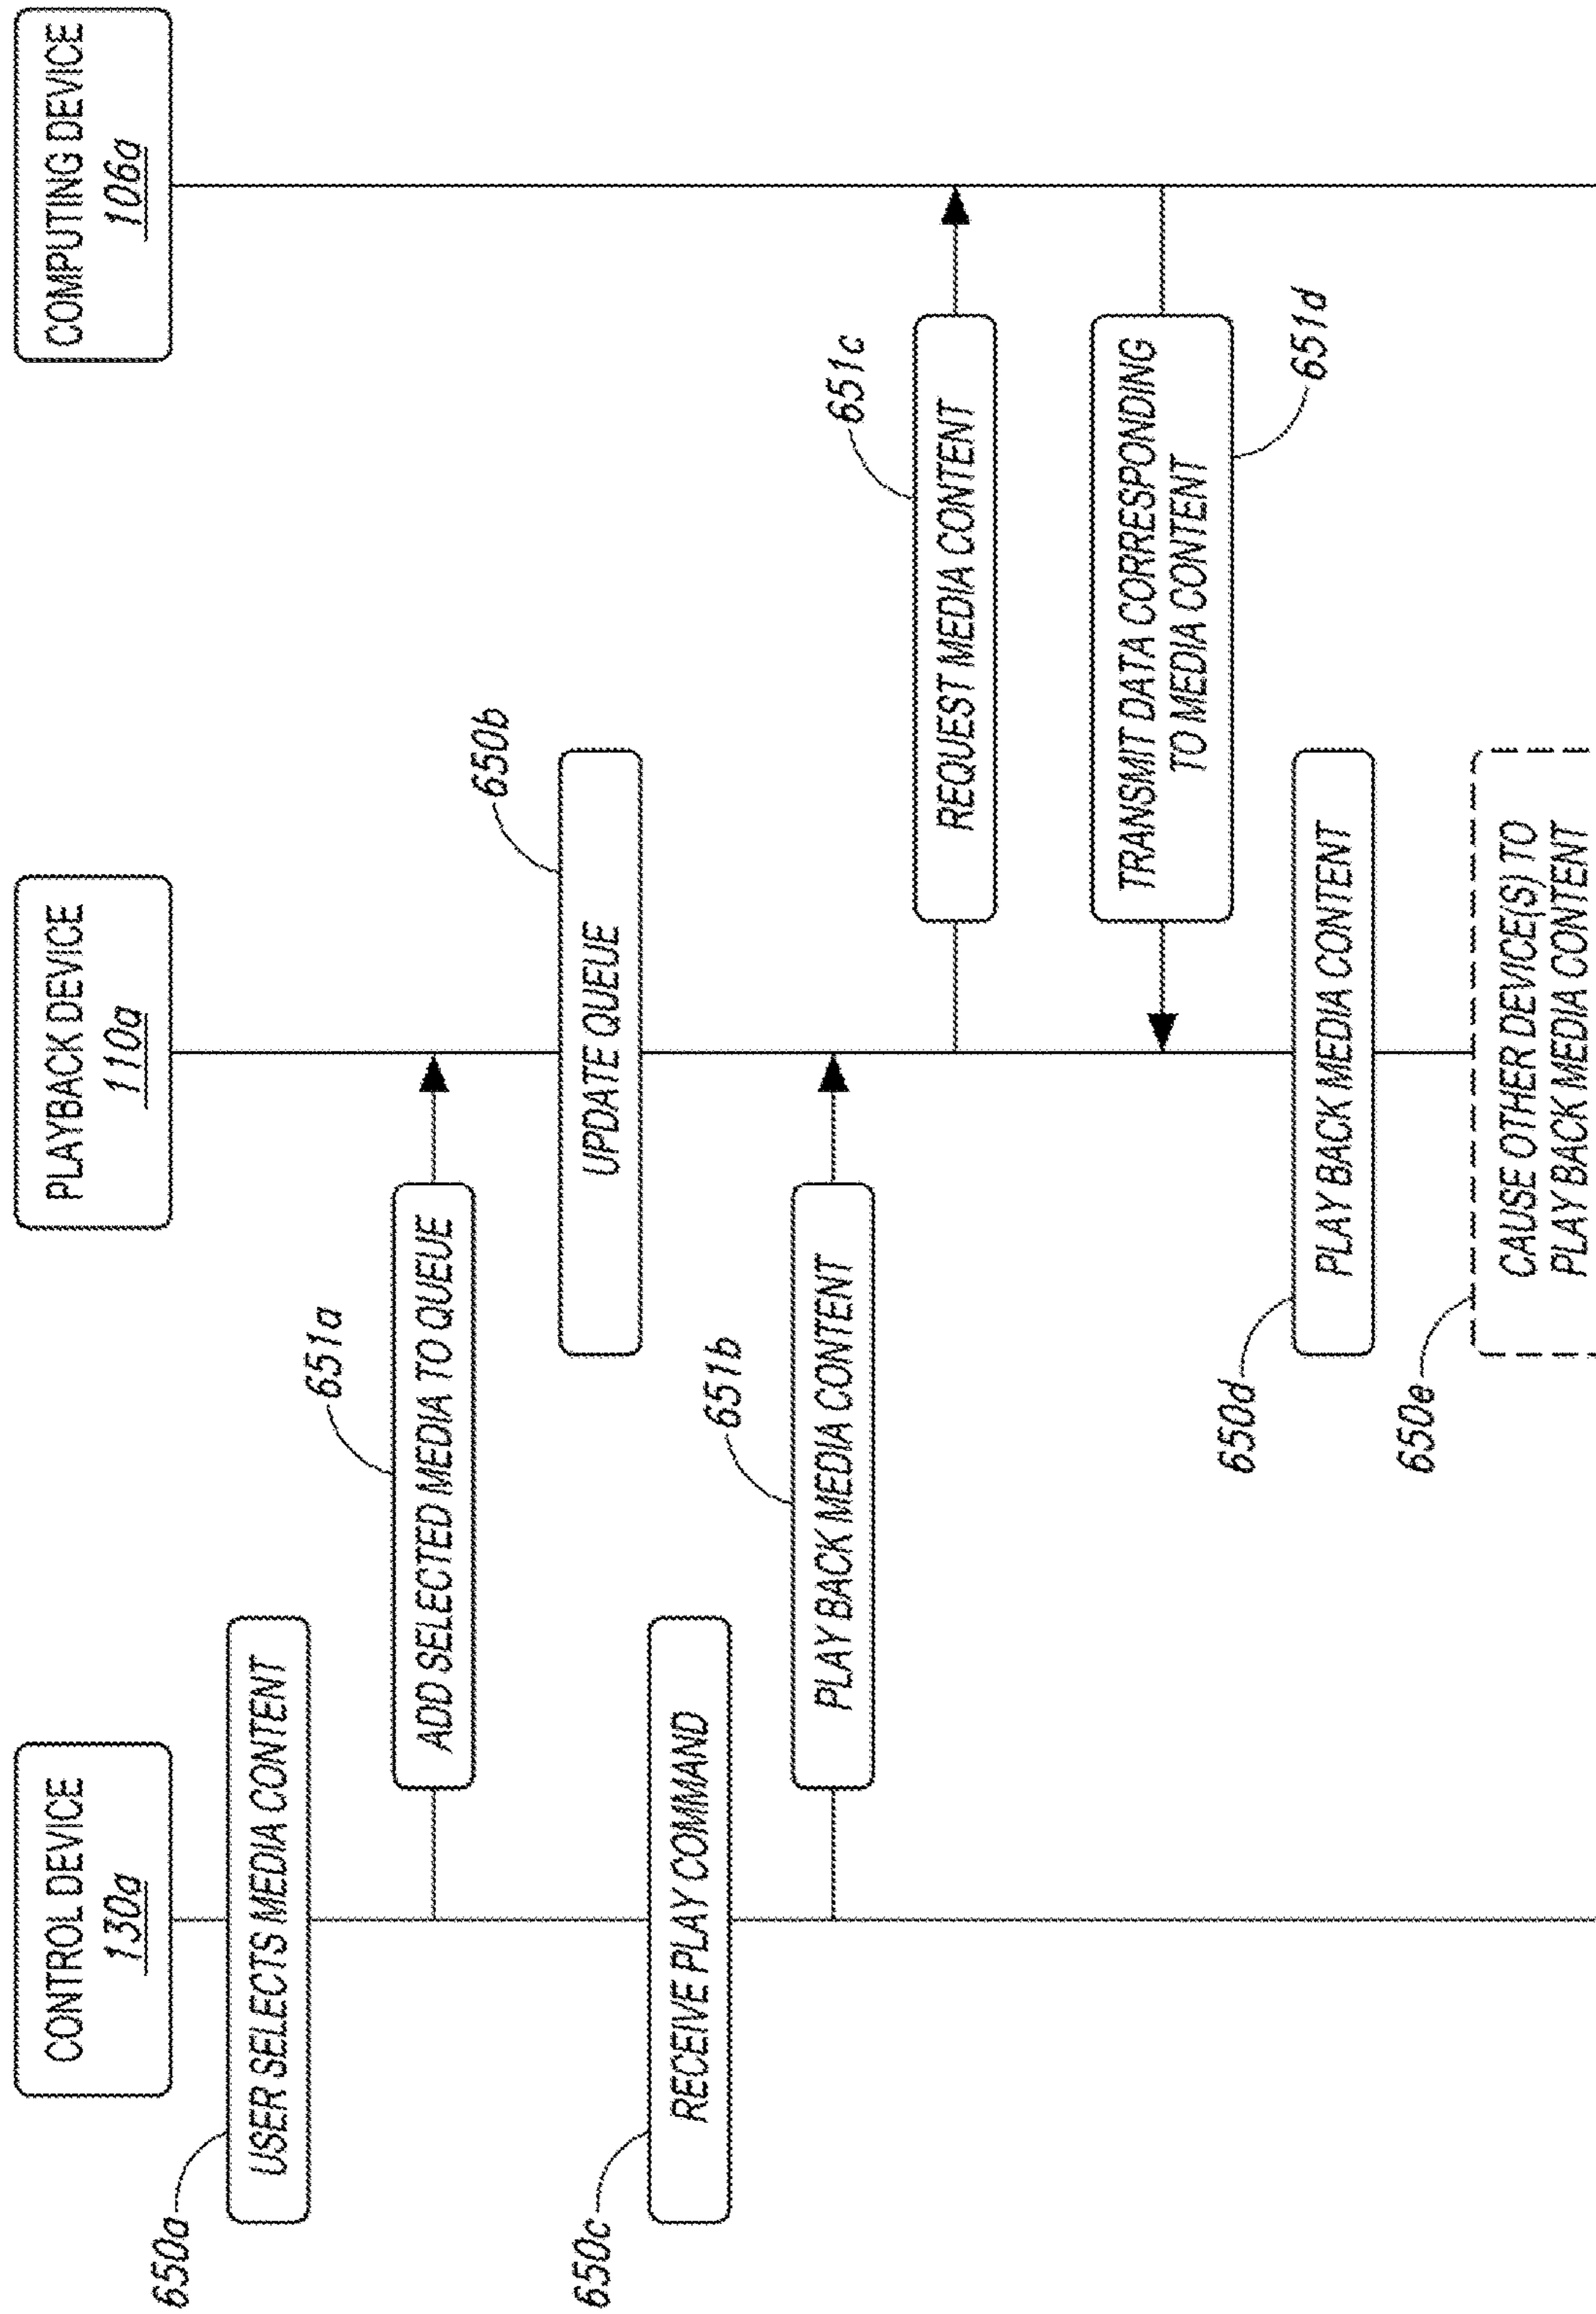 CONTROL DEVICE
130a
PLAYBACK DEVICE
110a
COMPUTING DEVICE
106a
650a
USER SELECTS MEDIA CONTENT
651a
ADD SELECTED MEDIA TO QUEUE
650b
UPDATE QUEUE
650c
RECEIVE PLAY COMMAND
651b
PLAY BACK MEDIA CONTENT
651c
REQUEST MEDIA CONTENT
TRANSMIT DATA CORRESPONDING
TO MEDIA CONTENT
651d
650d
PLAY BACK MEDIA CONTENT
650e
CAUSE OTHER DEVICE(S) TO
PLAY BACK MEDIA CONTENT